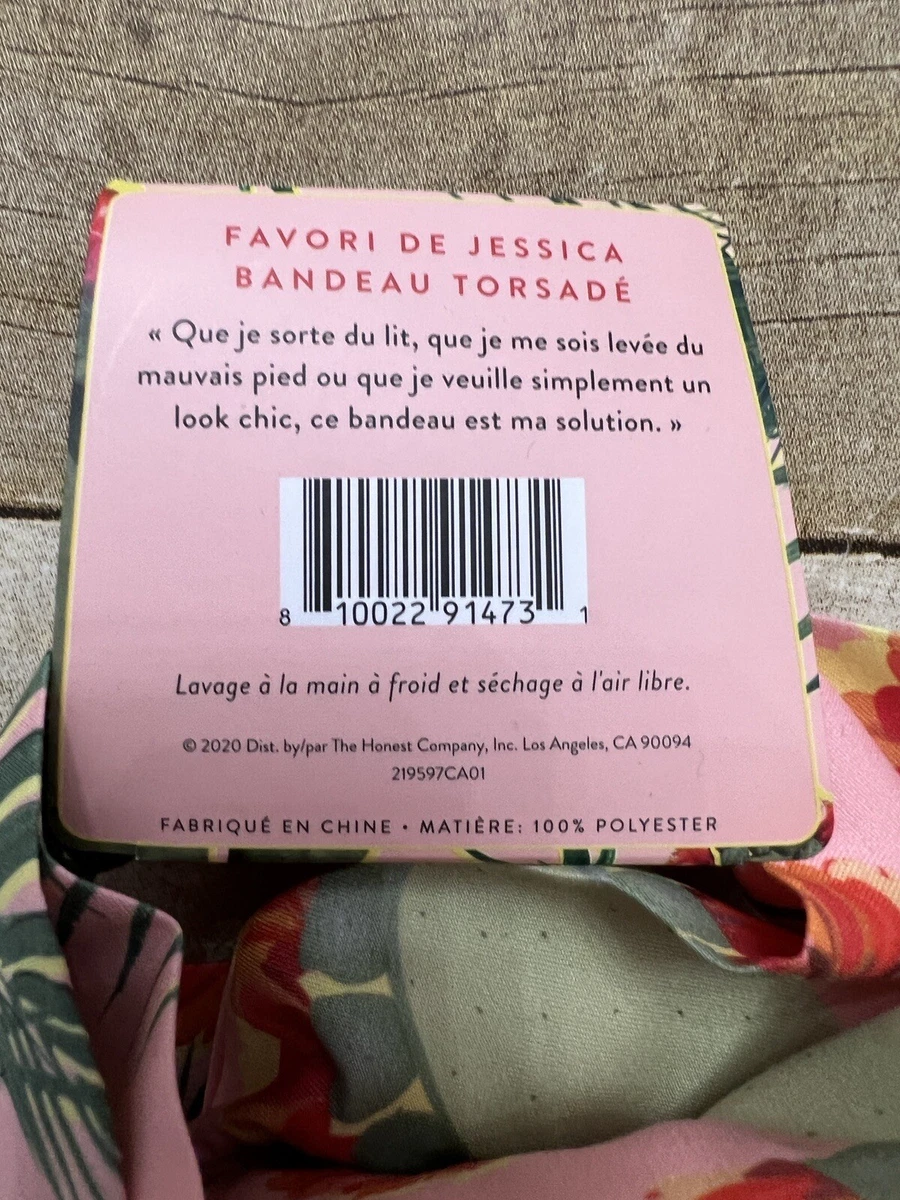 FAVORI DE JESSICA
BANDEAU TORSADÉ
« Que je sorte du lit, que je me sois levée du
mauvais pied ou que je veuille simplement un
look chic, ce bandeau est ma solution. »
8 10022 91473 1
Lavage à la main à froid et séchage à l'air libre.
© 2020 Dist. by/par The Honest Company, Inc. Los Angeles, CA 90094
219597CA01
FABRIQUÉ EN CHINE • MATIÈRE: 100% POLYESTER